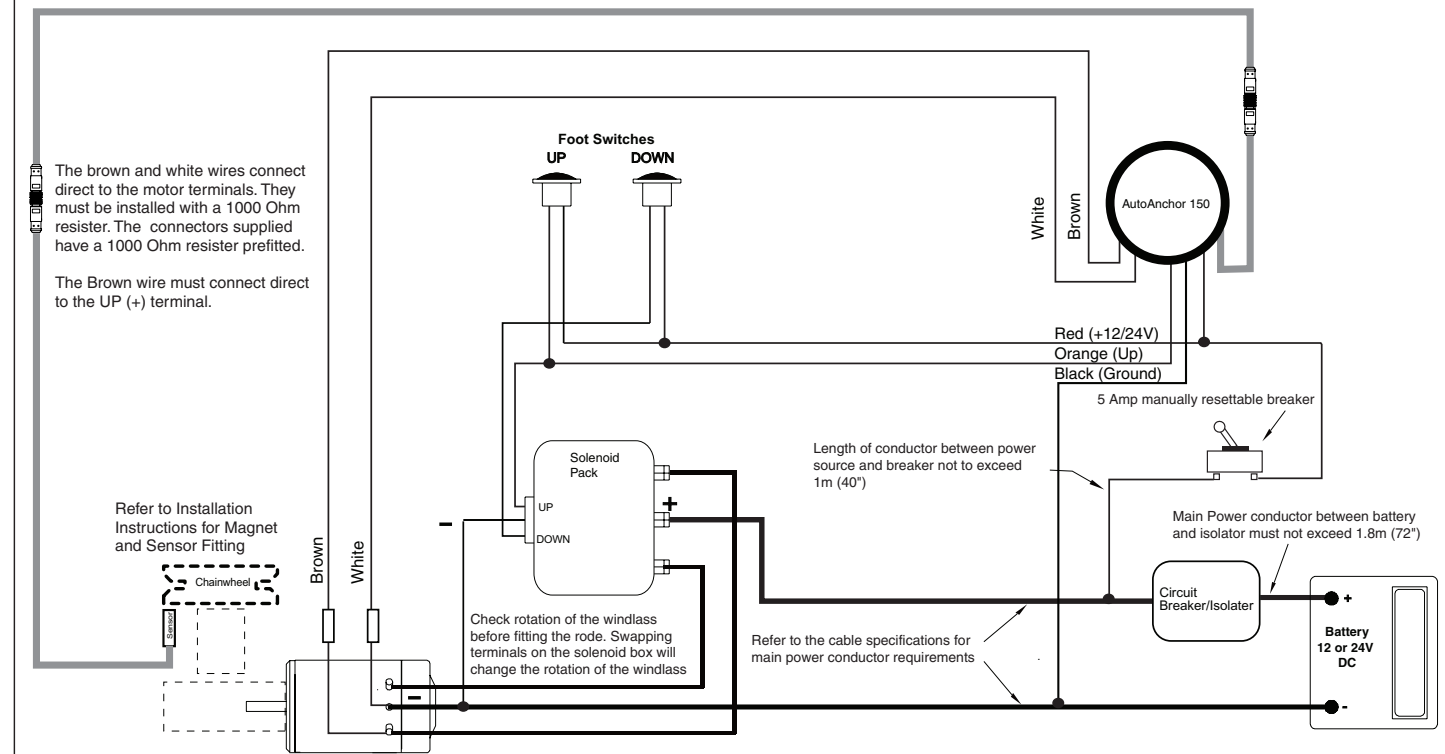 Foot Switches
UP
DOWN
The brown and white wires connect
direct to the motor terminals. They
must be installed with a 1000 Ohm
resister. The connectors supplied
have a 1000 Ohm resister prefitted.
The Brown wire must connect direct
to the UP (+) terminal.
White
Brown
AutoAnchor 150
Red (+12/24V)
Orange (Up)
Black (Ground)
5 Amp manually resettable breaker
Length of conductor between power
source and breaker not to exceed
1m (40")
Solenoid
Pack
UP
DOWN
+
-
Main Power conductor between battery
and isolator must not exceed 1.8m (72")
Refer to Installation
Instructions for Magnet
and Sensor Fitting
Chainwheel
Sensor
Brown
White
Check rotation of the windlass
before fitting the rode. Swapping
terminals on the solenoid box will
change the rotation of the windlass
Refer to the cable specifications for
main power conductor requirements
Circuit
Breaker/Isolater
+
Battery
12 or 24V
DC
-
-